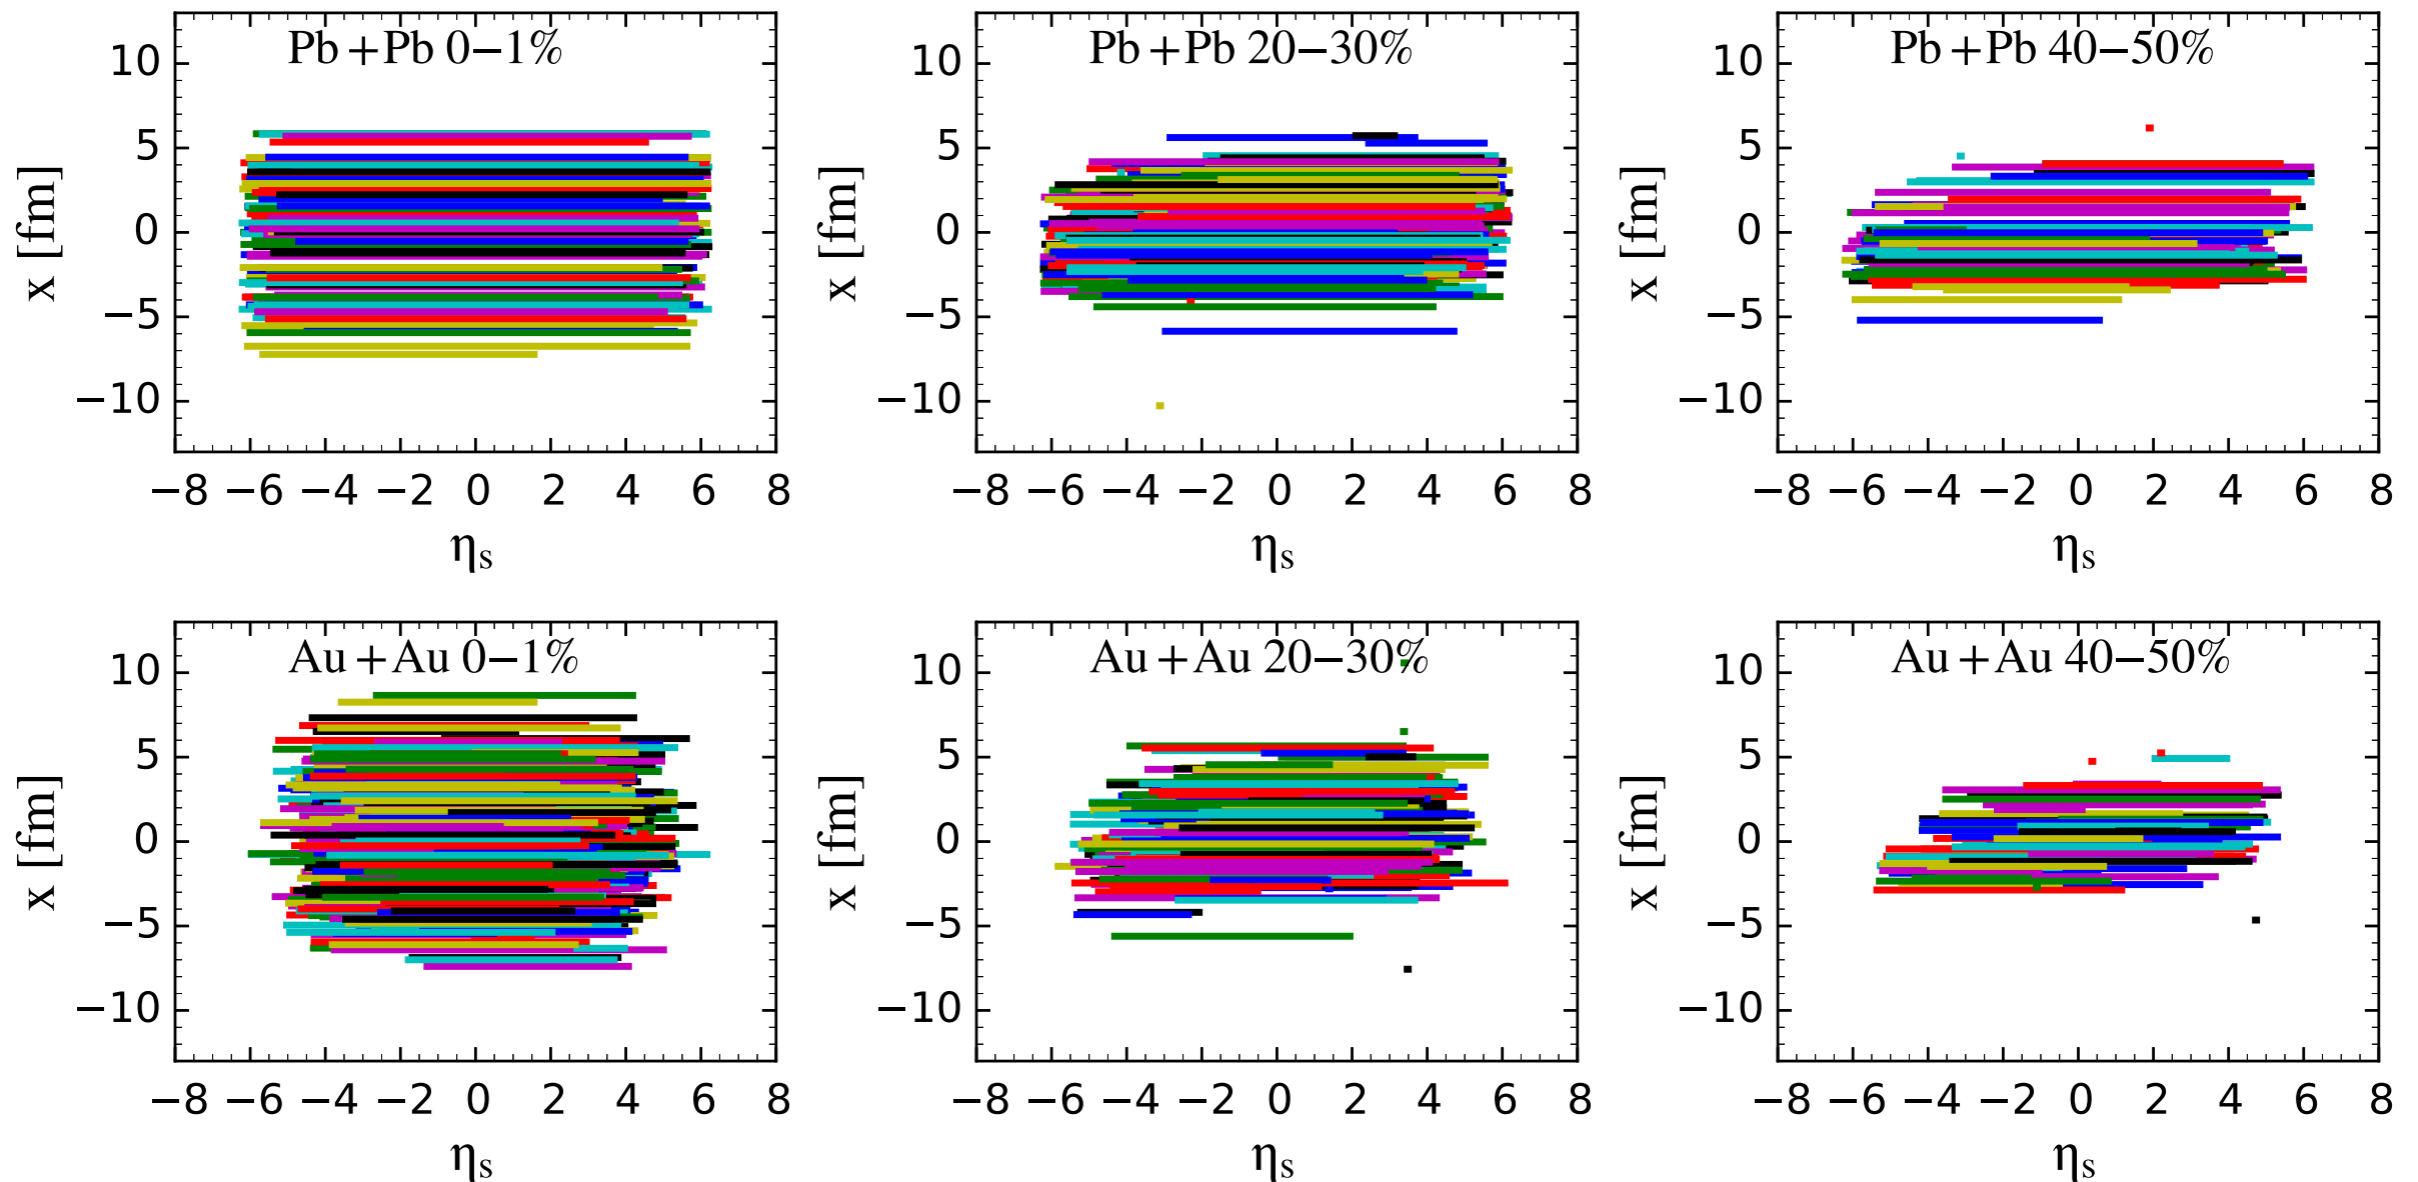 Pb+Pb 0−1%
10
5
0
−5
−10
x [fm]
−8 −6 −4 −2 0 2 4 6 8
ηs
Pb+Pb 20−30%
10
5
0
−5
−10
x [fm]
−8 −6 −4 −2 0 2 4 6 8
ηs
Pb+Pb 40−50%
10
5
0
−5
−10
x [fm]
−8 −6 −4 −2 0 2 4 6 8
ηs
Au+Au 0−1%
10
5
0
−5
−10
x [fm]
−8 −6 −4 −2 0 2 4 6 8
ηs
Au+Au 20−30%
10
5
0
−5
−10
x [fm]
−8 −6 −4 −2 0 2 4 6 8
ηs
Au+Au 40−50%
10
5
0
−5
−10
x [fm]
−8 −6 −4 −2 0 2 4 6 8
ηs